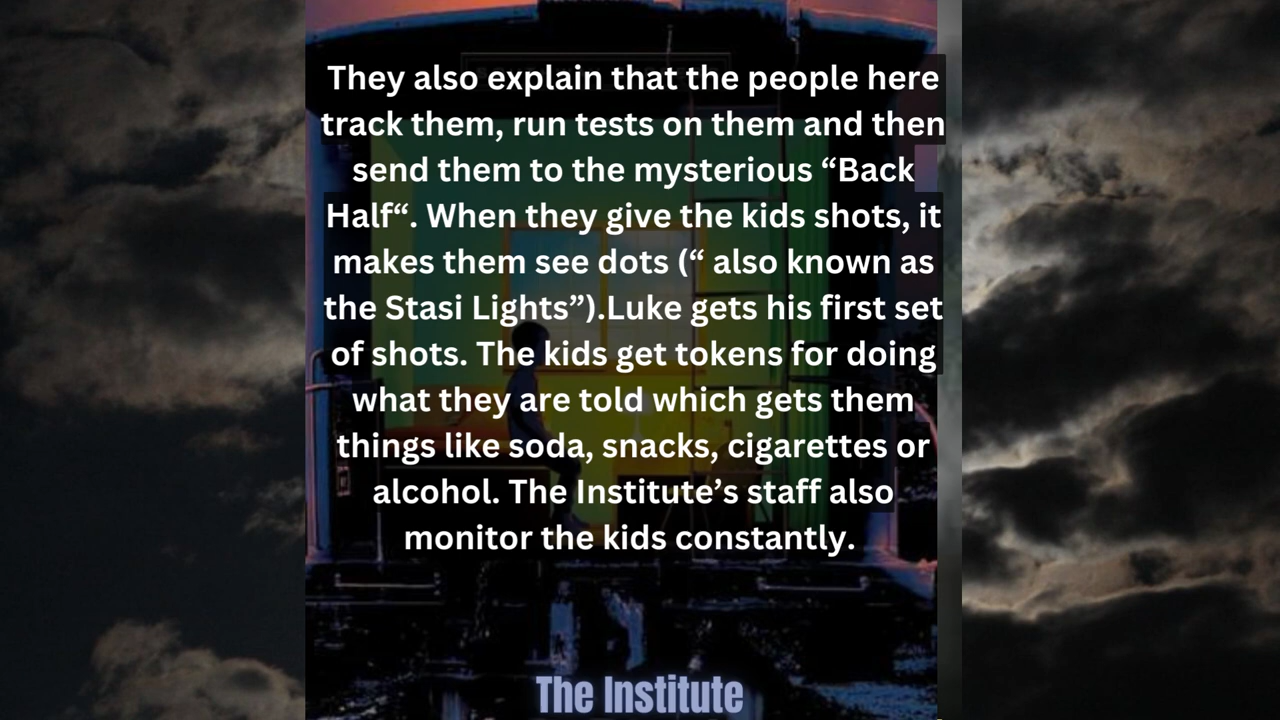 They also explain that the people here
track them, run tests on them and then
send them to the mysterious “Back
Half“. When they give the kids shots, it
makes them see dots (“ also known as
the Stasi Lights”).Luke gets his first set
of shots. The kids get tokens for doing
what they are told which gets them
things like soda, snacks, cigarettes or
alcohol. The Institute’s staff also
monitor the kids constantly.
The Institute